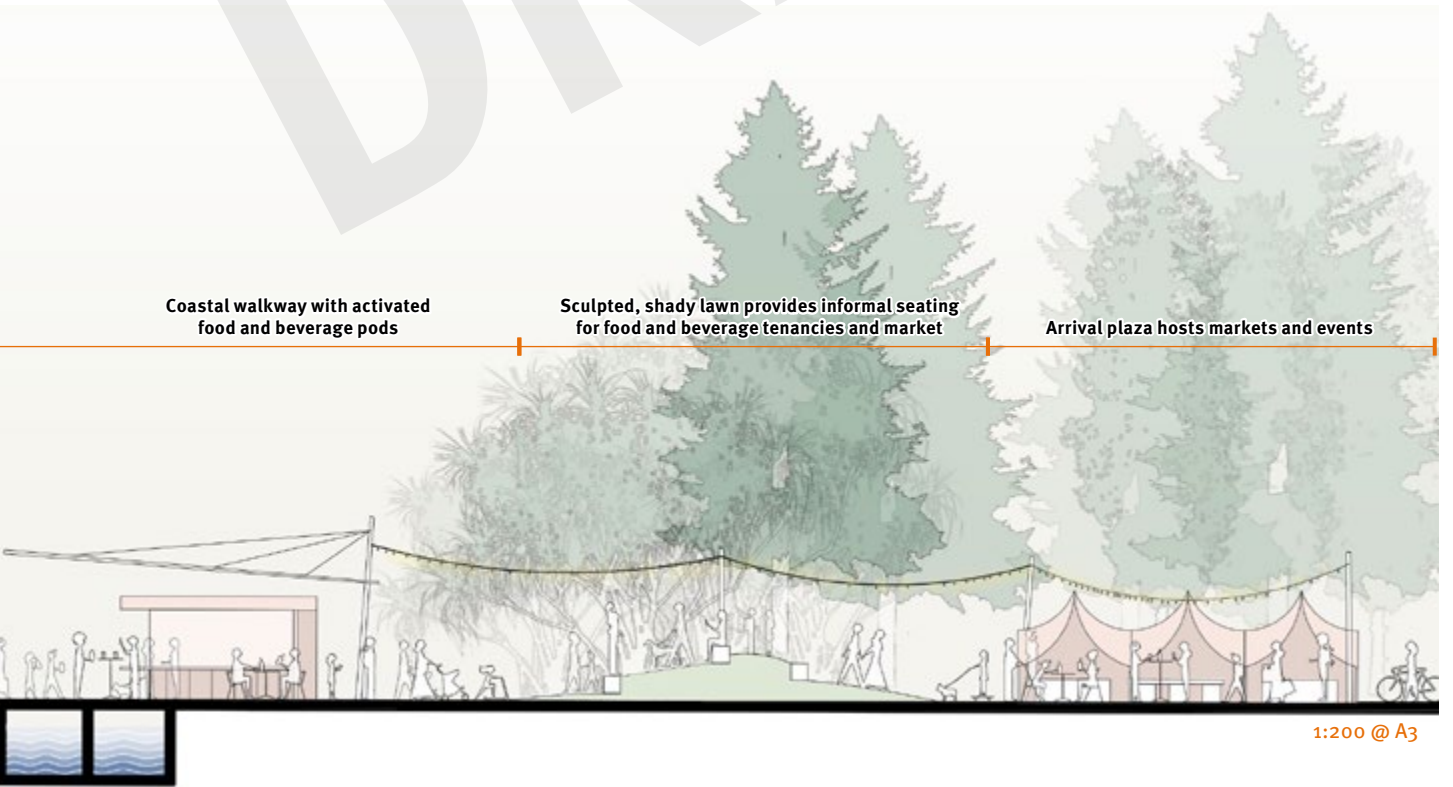 Coastal walkway with activated
food and beverage pods
Sculpted, shady lawn provides informal seating
for food and beverage tenancies and market
Arrival plaza hosts markets and events
1:200 @ A3